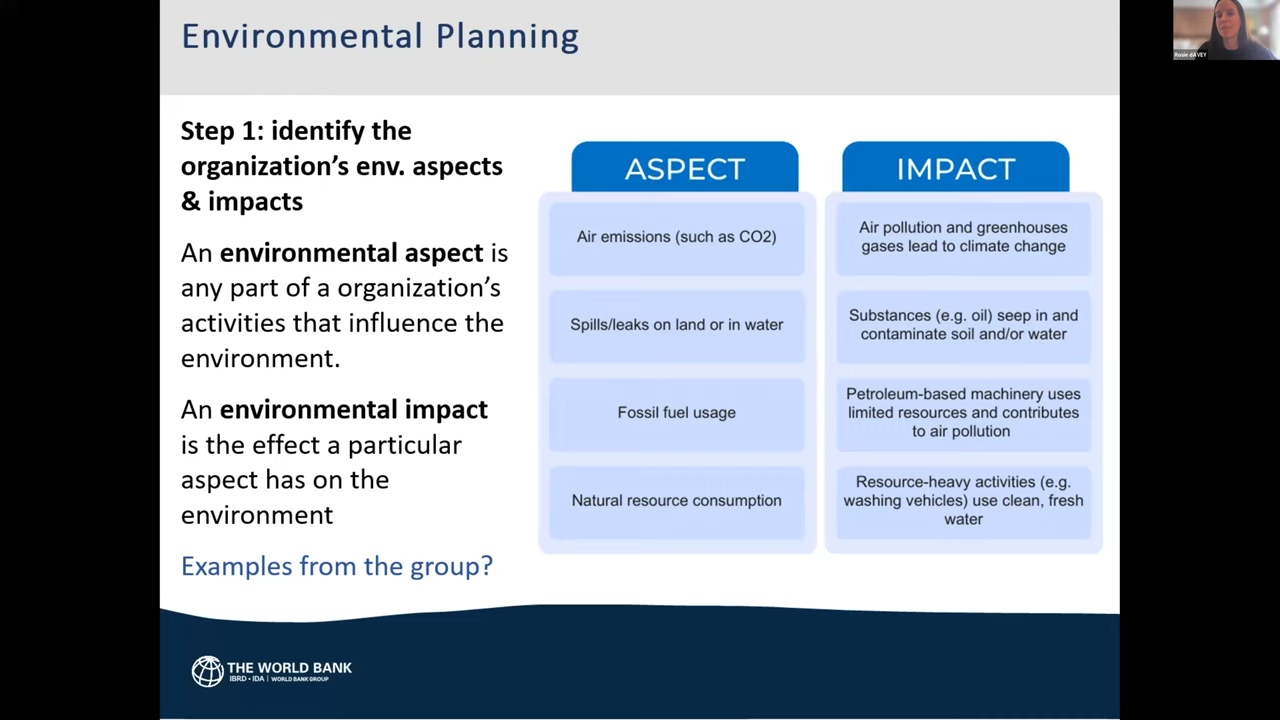 Environmental Planning
Rosie dAVEY
Step 1: identify the
organization's env. aspects
& impacts
An environmental aspect is
any part of a organization's
activities that influence the
environment.
An environmental impact
is the effect a particular
aspect has on the
environment
Examples from the group?
ASPECT
Air emissions (such as CO2)
Spills/leaks on land or in water
Fossil fuel usage
Natural resource consumption
IMPACT
Air pollution and greenhouses
gases lead to climate change
Substances (e.g. oil) seep in and
contaminate soil and/or water
Petroleum-based machinery uses
limited resources and contributes
to air pollution
Resource-heavy activities (e.g.
washing vehicles) use clean, fresh
water
THE WORLD BANK
IBRD • IDA | WORLD BANK GROUP